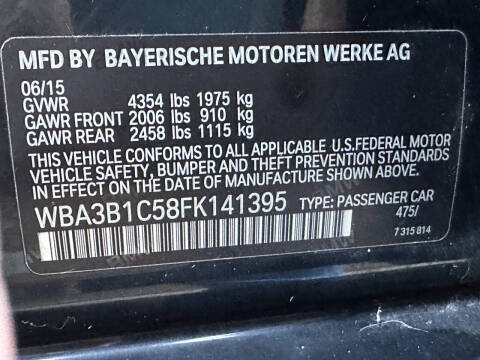 MFD BY BAYERISCHE MOTOREN WERKE AG
06/15
GVWR 4354 lbs 1975 kg
GAWR FRONT 2006 lbs 910 kg
GAWR REAR 2458 lbs 1115 kg
THIS VEHICLE CONFORMS TO ALL APPLICABLE U.S.FEDERAL MOTOR
VEHICLE SAFETY, BUMPER AND THEFT PREVENTION STANDARDS
IN EFFECT ON THE DATE OF MANUFACTURE SHOWN ABOVE.
WBA3B1C58FK141395 TYPE: PASSENGER CAR
475/
7 315 814